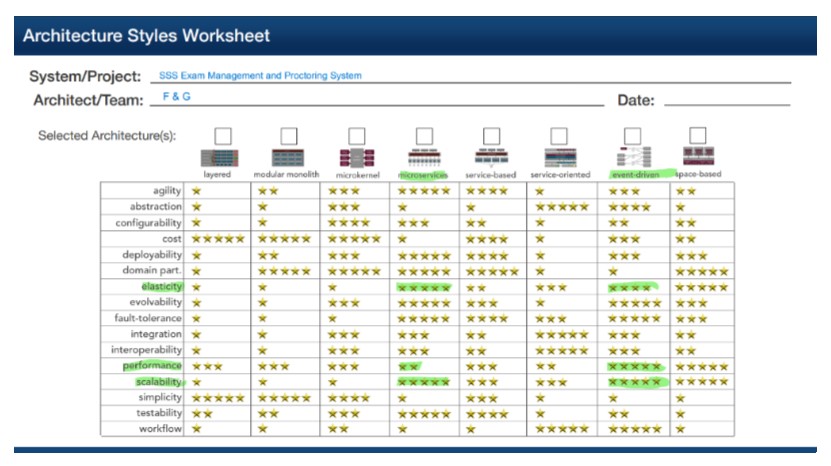 Architecture Styles Worksheet
System/Project: SSS Exam Management and Proctoring System
Architect/Team: F & G Date:
Selected Architecture(s):
layered modular monolith microkernel microservices service-based service-oriented event-driven space-based
agility
abstraction
configurability
cost
deployability
domain part.
elasticity
evolvability
fault-tolerance
integration
interoperability
performance
scalability
simplicity
testability
workflow